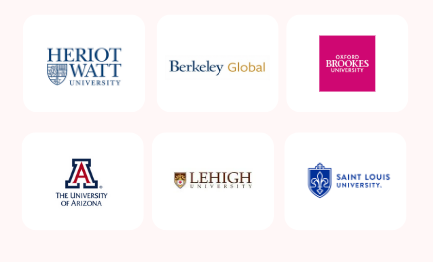 HERIOT
WATT
UNIVERSITY
Berkeley Global
OXFORD
BROOKES
UNIVERSITY
A
THE UNIVERSITY
OF ARIZONA
LEHIGH
UNIVERSITY
SAINT LOUIS
UNIVERSITY.